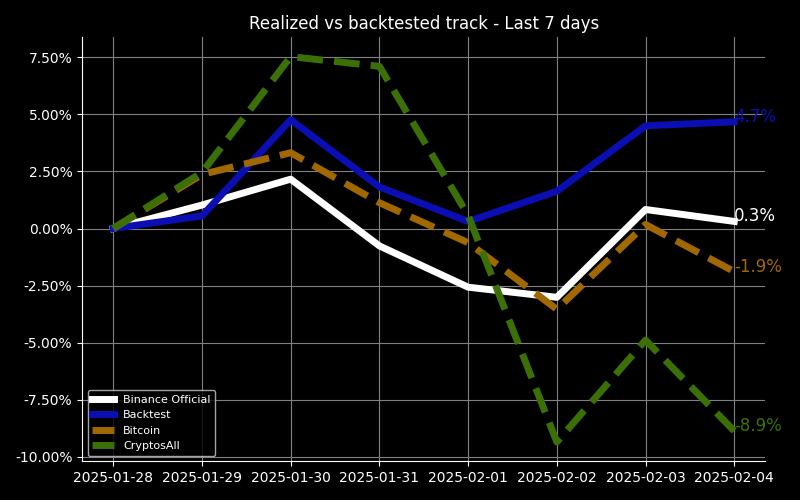 Realized vs backtested track - Last 7 days
7.50%
5.00%
2.50%
0.00%
-2.50%
-5.00%
-7.50%
-10.00%
4.7%
0.3%
-1.9%
-8.9%
Binance Official
Backtest
Bitcoin
CryptosAll
2025-01-28 2025-01-29 2025-01-30 2025-01-31 2025-02-01 2025-02-02 2025-02-03 2025-02-04